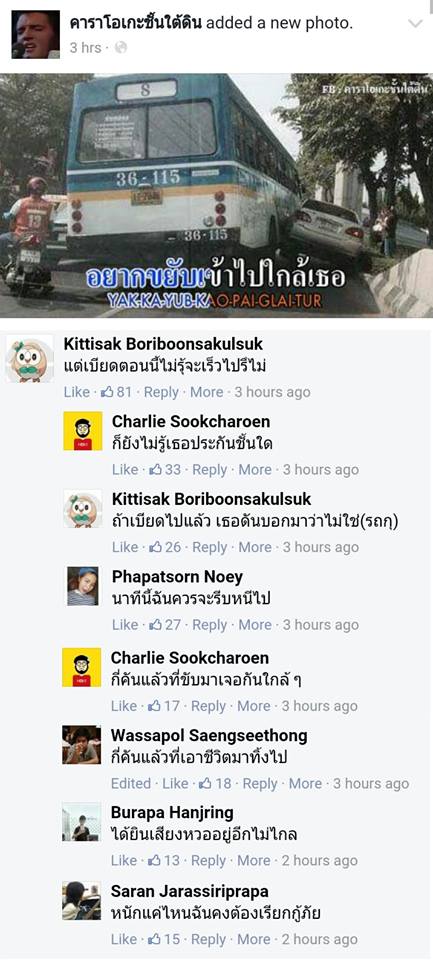 คาราโอเกะชั้นใต้ดิน added a new photo.
3 hrs ·
FB : คาราโอเกะชั้นใต้ดิน
8
36-115
36-115
อยากขยับเข้าไปใกล้เธอ
YAK-KA-YUB-KAO-PAI-GLAI-TUR
Kittisak Boriboonsakulsuk
แต่เบียดตอนนี้ไม่รู้จะเร็วไปรึไม่
Like · 81 · Reply · More · 3 hours ago
Charlie Sookcharoen
ก็ยังไม่รู้เธอประกันชั้นใด
Like · 33 · Reply · More · 3 hours ago
Kittisak Boriboonsakulsuk
ถ้าเบียดไปแล้ว เธอดันบอกมาว่าไม่ใช่(รถกุ)
Like · 26 · Reply · More · 3 hours ago
Phapatsorn Noey
นาทีนี้ฉันควรจะรีบหนีไป
Like · 27 · Reply · More · 3 hours ago
Charlie Sookcharoen
กี่คันแล้วที่ขับมาเจอกันใกล้ ๆ
Like · 17 · Reply · More · 3 hours ago
Wassapol Saengseethong
กี่คันแล้วที่เอาชีวิตมาทิ้งไป
Edited · Like · 18 · Reply · More · 3 hours ago
Burapa Hanjring
ได้ยินเสียงหวออยู่อีกไม่ไกล
Like · 13 · Reply · More · 2 hours ago
Saran Jarassiriprapa
หนักแค่ไหนฉันคงต้องเรียกกู้ภัย
Like · 15 · Reply · More · 2 hours ago